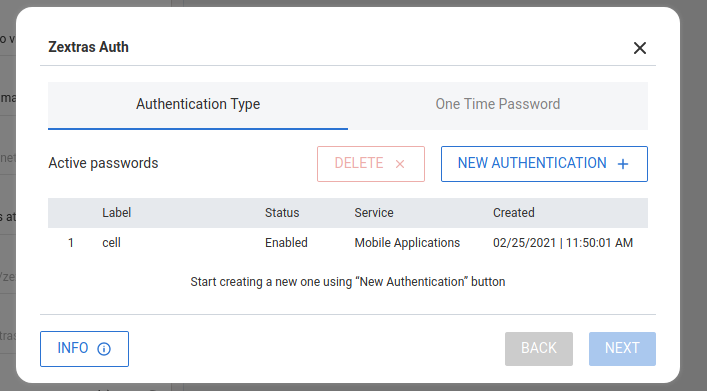 Zextras Auth
Authentication Type One Time Password
Active passwords DELETE NEW AUTHENTICATION
Label Status Service Created
1 cell Enabled Mobile Applications 02/25/2021 | 11:50:01 AM
Start creating a new one using “New Authentication” button
INFO BACK NEXT